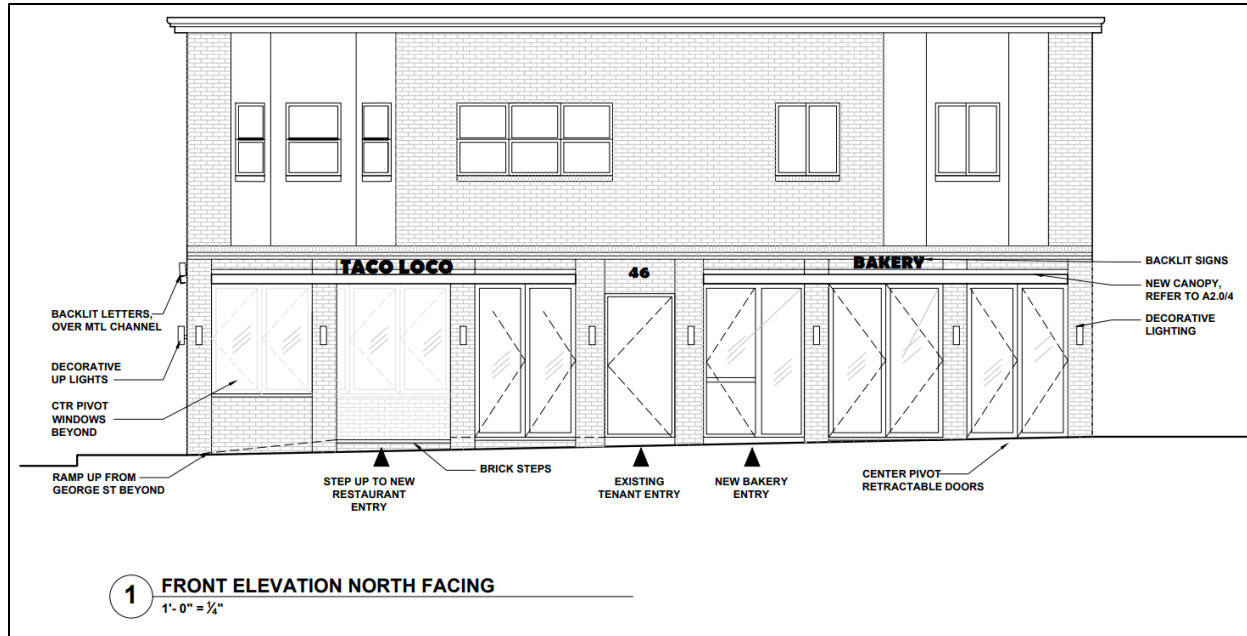 TACO LOCO
46
BAKERY
BACKLIT SIGNS
NEW CANOPY,
REFER TO A2.0/4
DECORATIVE
LIGHTING
BACKLIT LETTERS,
OVER MTL CHANNEL
DECORATIVE
UP LIGHTS
CTR PIVOT
WINDOWS
BEYOND
RAMP UP FROM
GEORGE ST BEYOND
STEP UP TO NEW
RESTAURANT
ENTRY
BRICK STEPS
EXISTING
TENANT ENTRY
NEW BAKERY
ENTRY
CENTER PIVOT
RETRACTABLE DOORS
1
FRONT ELEVATION NORTH FACING
1'- 0" = ¼"